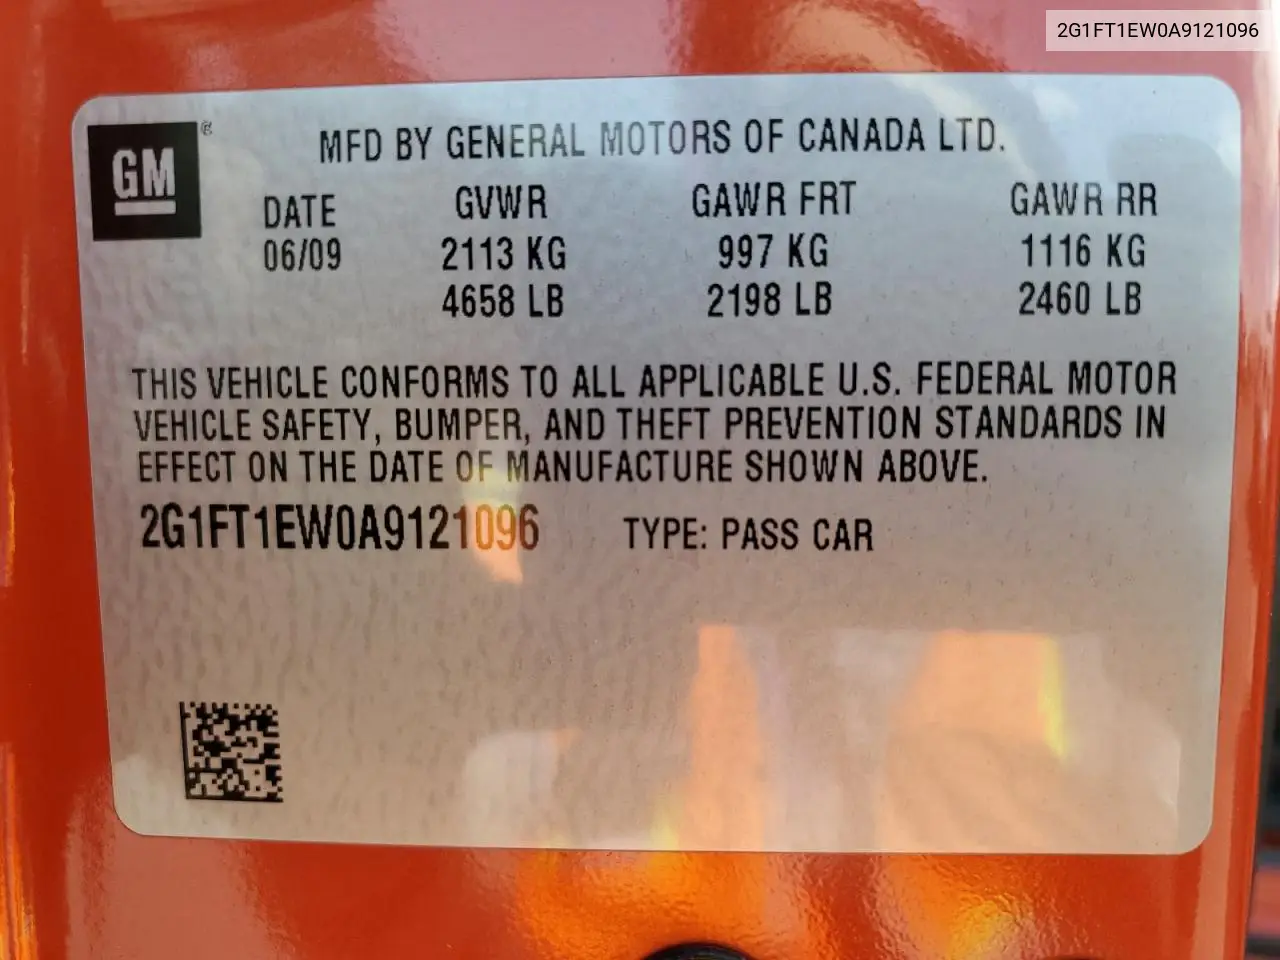 2G1FT1EW0A9121096
GM ®
MFD BY GENERAL MOTORS OF CANADA LTD.
DATE GVWR GAWR FRT GAWR RR
06/09 2113 KG 997 KG 1116 KG
4658 LB 2198 LB 2460 LB
THIS VEHICLE CONFORMS TO ALL APPLICABLE U.S. FEDERAL MOTOR
VEHICLE SAFETY, BUMPER, AND THEFT PREVENTION STANDARDS IN
EFFECT ON THE DATE OF MANUFACTURE SHOWN ABOVE.
2G1FT1EW0A9121096 TYPE: PASS CAR